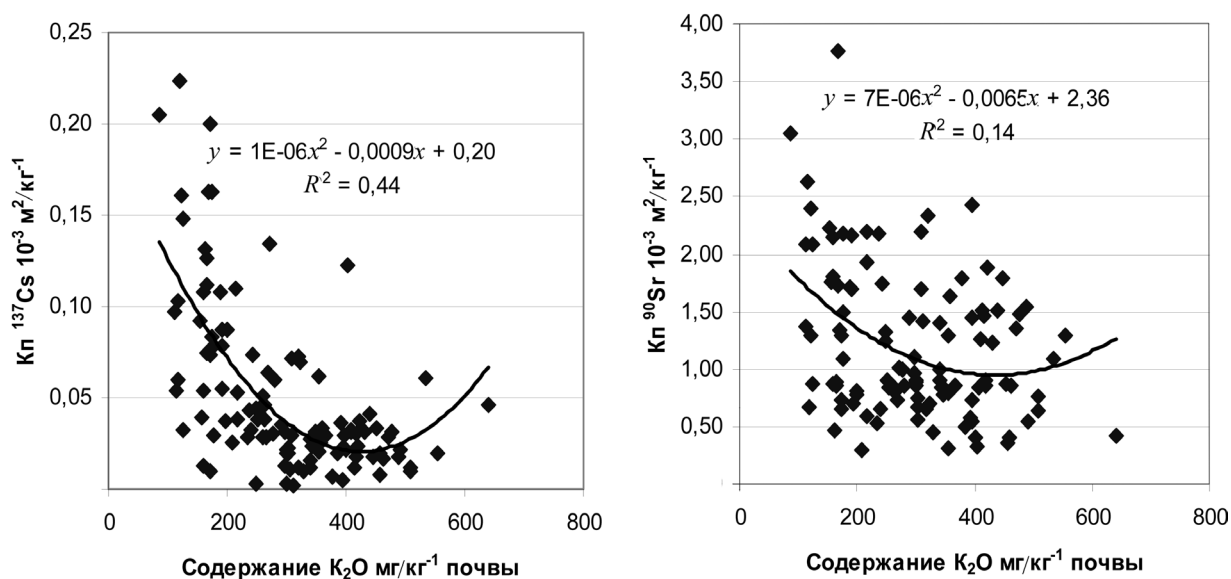 0,25
0,20
0,15
0,10
0,05
0
200
400
600
800
y = 1E-06x² - 0,0009x + 0,20
R² = 0,44
Кп ¹³⁷Cs 10⁻³ м²/кг⁻¹
Содержание К₂О мг/кг⁻¹ почвы
4,00
3,50
3,00
2,50
2,00
1,50
1,00
0,50
0
200
400
600
800
y = 7E-06x² - 0,0065x + 2,36
R² = 0,14
Кп ⁹⁰Sr 10⁻³ м²/кг⁻¹
Содержание К₂О мг/кг⁻¹ почвы